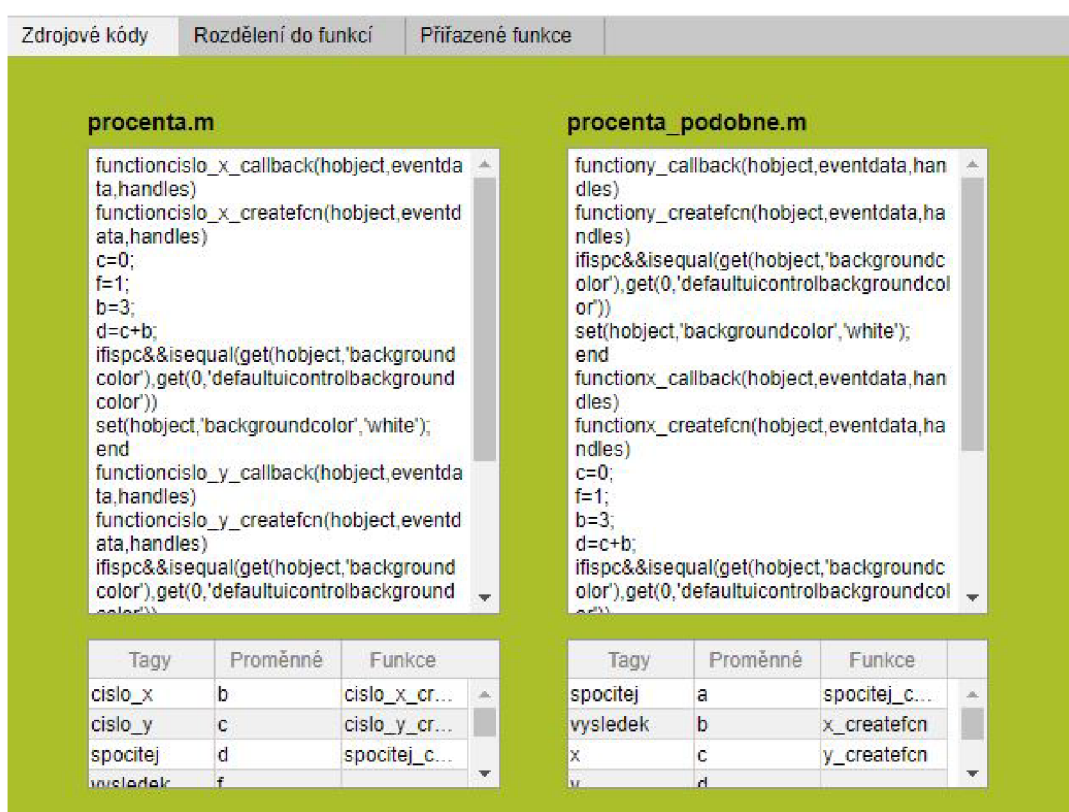 Zdrojové kódy Rozdělení do funkcí Přiřazené funkce
procenta.m
functioncislo_x_callback(hobject,eventda
ta,handles)
functioncislo_x_createfcn(hobject,eventd
ata,handles)
c=0;
f=1;
b=3;
d=c+b;
ifispc&&isequal(get(hobject,'background
color'),get(0,'defaultuicontrolbackground
color'))
set(hobject,'backgroundcolor','white');
end
functioncislo_y_callback(hobject,eventda
ta,handles)
functioncislo_y_createfcn(hobject,eventd
ata,handles)
ifispc&&isequal(get(hobject,'background
color'),get(0,'defaultuicontrolbackground
color'))
Tagy Proměnné Funkce
cislo_x b cislo_x_cr...
cislo_y c cislo_y_cr...
spocitej d spocitej_c...
vysledek f
procenta_podobne.m
functiony_callback(hobject,eventdata,han
dles)
functiony_createfcn(hobject,eventdata,ha
ndles)
ifispc&&isequal(get(hobject,'backgroundc
olor'),get(0,'defaultuicontrolbackgroundcol
or'))
set(hobject,'backgroundcolor','white');
end
functionx_callback(hobject,eventdata,han
dles)
functionx_createfcn(hobject,eventdata,ha
ndles)
c=0;
f=1;
b=3;
d=c+b;
ifispc&&isequal(get(hobject,'backgroundc
olor'),get(0,'defaultuicontrolbackgroundcol
or'))
Tagy Proměnné Funkce
spocitej a spocitej_c...
vysledek b x_createfcn
x c y_createfcn
y d